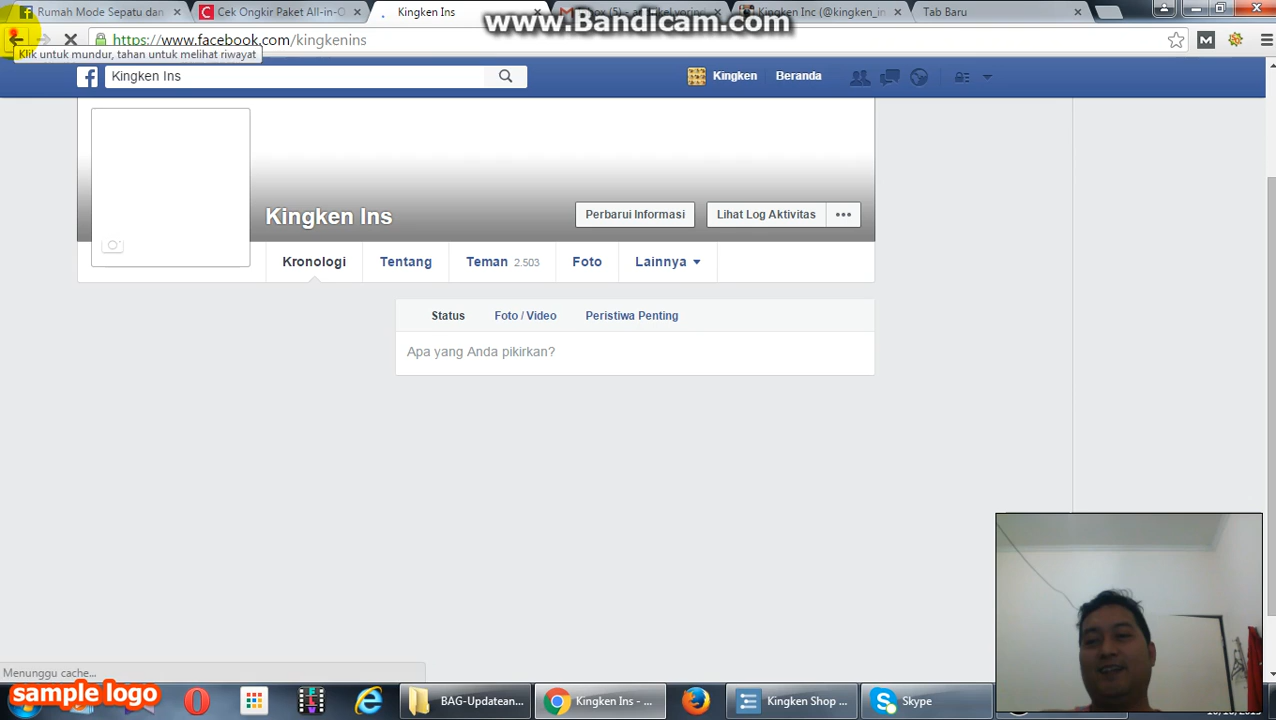 Rumah Mode Sepatu dan
Cek Ongkir Paket All-in-O
Kingken Ins
Kingken Inc (@kingken_in
Tab Baru
www.Bandicam.com
https://www.facebook.com/kingkenins
Klik untuk mundur, tahan untuk melihat riwayat
Kingken Ins
Kingken
Beranda
Kingken Ins
Perbarui Informasi
Lihat Log Aktivitas
Kronologi
Tentang
Teman 2.503
Foto
Lainnya
Status
Foto / Video
Peristiwa Penting
Apa yang Anda pikirkan?
Menunggu cache...
sample logo
BAG-Updatean...
Kingken Ins - ...
Kingken Shop ...
Skype